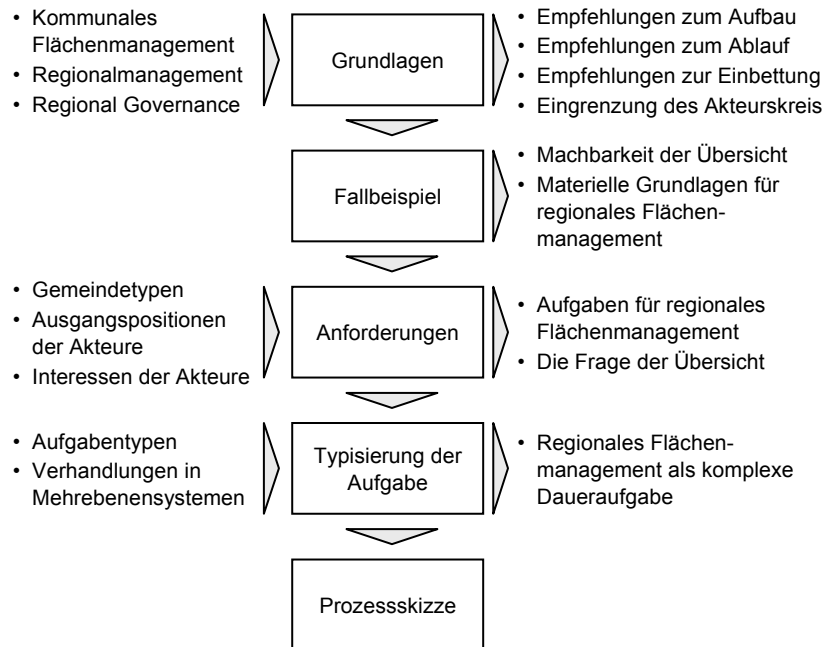 • Kommunales
Flächenmanagement
• Regionalmanagement
• Regional Governance
Grundlagen
• Empfehlungen zum Aufbau
• Empfehlungen zum Ablauf
• Empfehlungen zur Einbettung
• Eingrenzung des Akteurskreis
Fallbeispiel
• Machbarkeit der Übersicht
• Materielle Grundlagen für
regionales Flächen-
management
• Gemeindetypen
• Ausgangspositionen
der Akteure
• Interessen der Akteure
Anforderungen
• Aufgaben für regionales
Flächenmanagement
• Die Frage der Übersicht
• Aufgabentypen
• Verhandlungen in
Mehrebenensystemen
Typisierung der
Aufgabe
• Regionales Flächen-
management als komplexe
Daueraufgabe
Prozessskizze